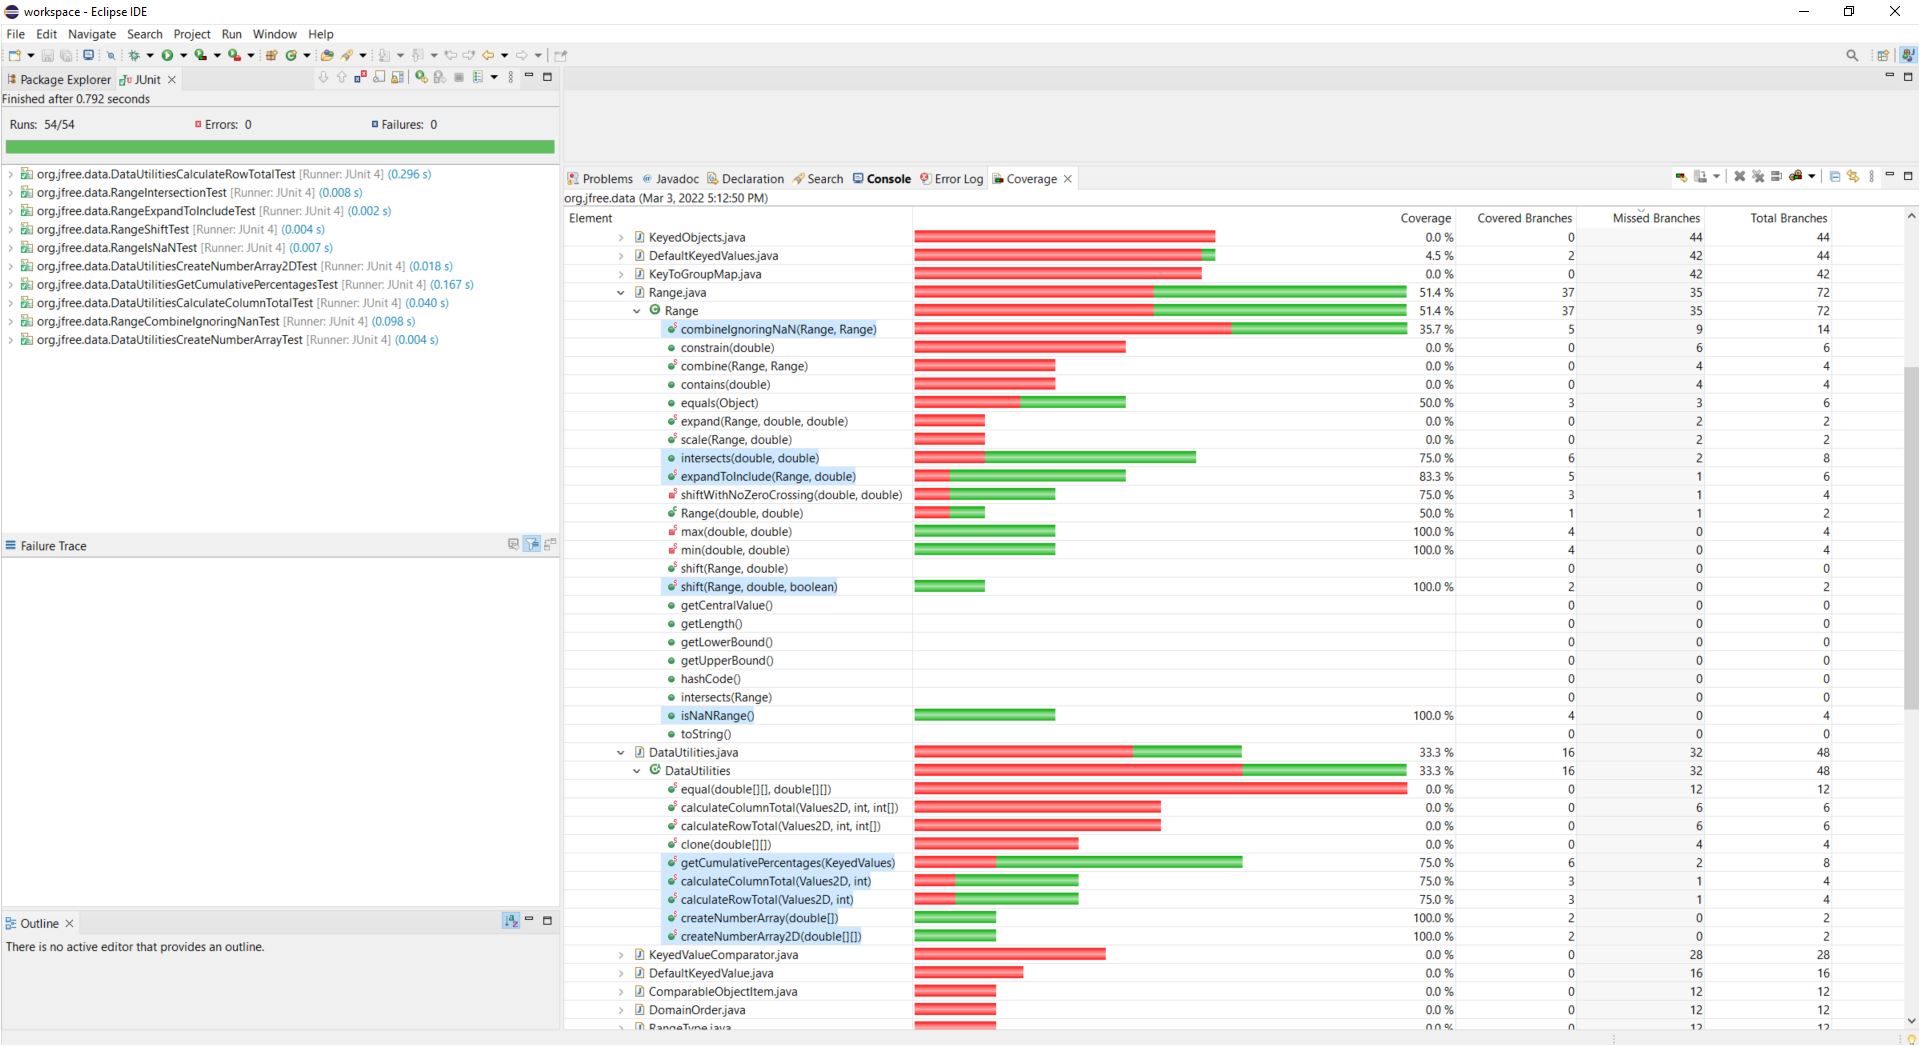 workspace - Eclipse IDE
File Edit Navigate Search Project Run Window Help
Package Explorer JUnit
Finished after 0.792 seconds
Runs: 54/54 Errors: 0 Failures: 0
org.jfree.data.DataUtilitiesCalculateRowTotalTest [Runner: JUnit 4] (0.296 s)
org.jfree.data.RangeIntersectionTest [Runner: JUnit 4] (0.008 s)
org.jfree.data.RangeExpandToIncludeTest [Runner: JUnit 4] (0.002 s)
org.jfree.data.RangeShiftTest [Runner: JUnit 4] (0.004 s)
org.jfree.data.RangeIsNaNTest [Runner: JUnit 4] (0.007 s)
org.jfree.data.DataUtilitiesCreateNumberArray2DTest [Runner: JUnit 4] (0.018 s)
org.jfree.data.DataUtilitiesGetCumulativePercentagesTest [Runner: JUnit 4] (0.167 s)
org.jfree.data.DataUtilitiesCalculateColumnTotalTest [Runner: JUnit 4] (0.040 s)
org.jfree.data.RangeCombineIgnoringNanTest [Runner: JUnit 4] (0.098 s)
org.jfree.data.DataUtilitiesCreateNumberArrayTest [Runner: JUnit 4] (0.004 s)
Failure Trace
Outline
There is no active editor that provides an outline.
Problems Javadoc Declaration Search Console Error Log Coverage
org.jfree.data (Mar 3, 2022 5:12:50 PM)
Element Coverage Covered Branches Missed Branches Total Branches
KeyedObjects.java 0.0 % 0 44 44
DefaultKeyedValues.java 4.5 % 2 42 44
KeyToGroupMap.java 0.0 % 0 42 42
Range.java 51.4 % 37 35 72
Range 51.4 % 37 35 72
combineIgnoringNaN(Range, Range) 35.7 % 5 9 14
constrain(double) 0.0 % 0 6 6
combine(Range, Range) 0.0 % 0 4 4
contains(double) 0.0 % 0 4 4
equals(Object) 50.0 % 3 3 6
expand(Range, double, double) 0.0 % 0 2 2
scale(Range, double) 0.0 % 0 2 2
intersects(double, double) 75.0 % 6 2 8
expandToInclude(Range, double) 83.3 % 5 1 6
shiftWithNoZeroCrossing(double, double) 75.0 % 3 1 4
Range(double, double) 50.0 % 1 1 2
max(double, double) 100.0 % 4 0 4
min(double, double) 100.0 % 4 0 4
shift(Range, double) 0 0 0
shift(Range, double, boolean) 100.0 % 2 0 2
getCentralValue() 0 0 0
getLength() 0 0 0
getLowerBound() 0 0 0
getUpperBound() 0 0 0
hashCode() 0 0 0
intersects(Range) 0 0 0
isNaNRange() 100.0 % 4 0 4
toString() 0 0 0
DataUtilities.java 33.3 % 16 32 48
DataUtilities 33.3 % 16 32 48
equal(double[][], double[][]) 0.0 % 0 12 12
calculateColumnTotal(Values2D, int, int[]) 0.0 % 0 6 6
calculateRowTotal(Values2D, int, int[]) 0.0 % 0 6 6
clone(double[][]) 0.0 % 0 4 4
getCumulativePercentages(KeyedValues) 75.0 % 6 2 8
calculateColumnTotal(Values2D, int) 75.0 % 3 1 4
calculateRowTotal(Values2D, int) 75.0 % 3 1 4
createNumberArray(double[]) 100.0 % 2 0 2
createNumberArray2D(double[][]) 100.0 % 2 0 2
KeyedValueComparator.java 0.0 % 0 28 28
DefaultKeyedValue.java 0.0 % 0 16 16
ComparableObjectItem.java 0.0 % 0 12 12
DomainOrder.java 0.0 % 0 12 12
RangeType.java 0.0 % 0 12 12